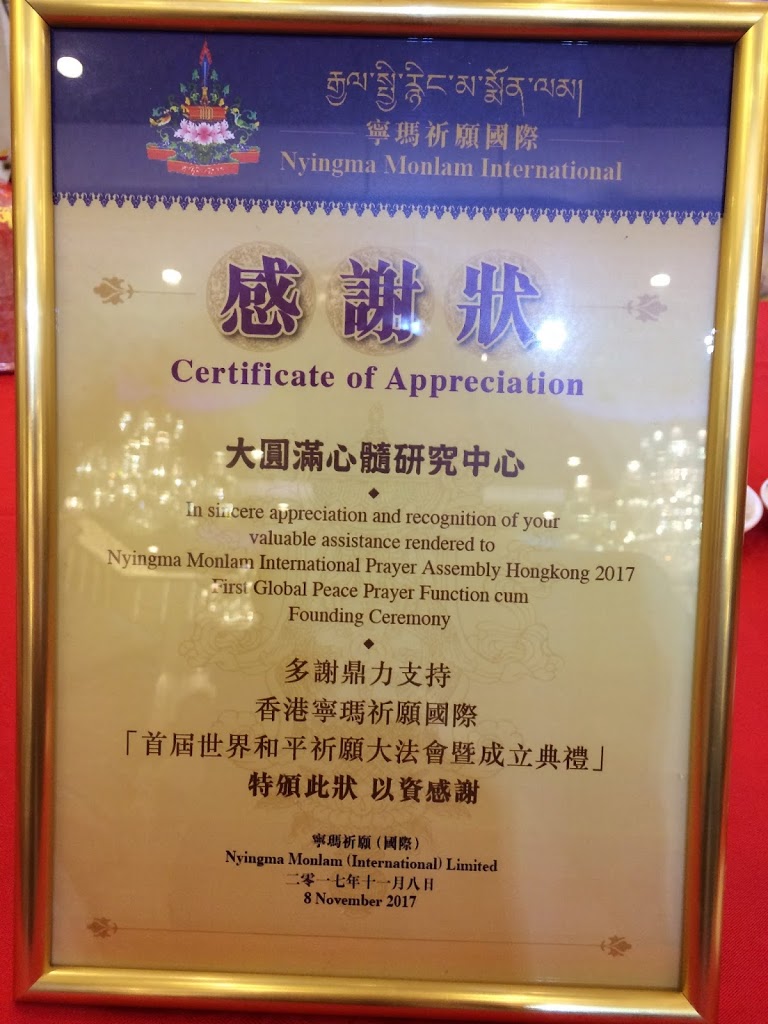 རྒྱལ་སྤྱི་རྙིང་མ་སྨོན་ལམ།
寧瑪祈願國際
Nyingma Monlam International
感謝狀
Certificate of Appreciation
大圓滿心髓研究中心
In sincere appreciation and recognition of your
valuable assistance rendered to
Nyingma Monlam International Prayer Assembly Hongkong 2017
First Global Peace Prayer Function cum
Founding Ceremony
多謝鼎力支持
香港寧瑪祈願國際
「首屆世界和平祈願大法會暨成立典禮」
特頒此狀 以資感謝
寧瑪祈願(國際)
Nyingma Monlam (International) Limited
二零一七年十一月八日
8 November 2017